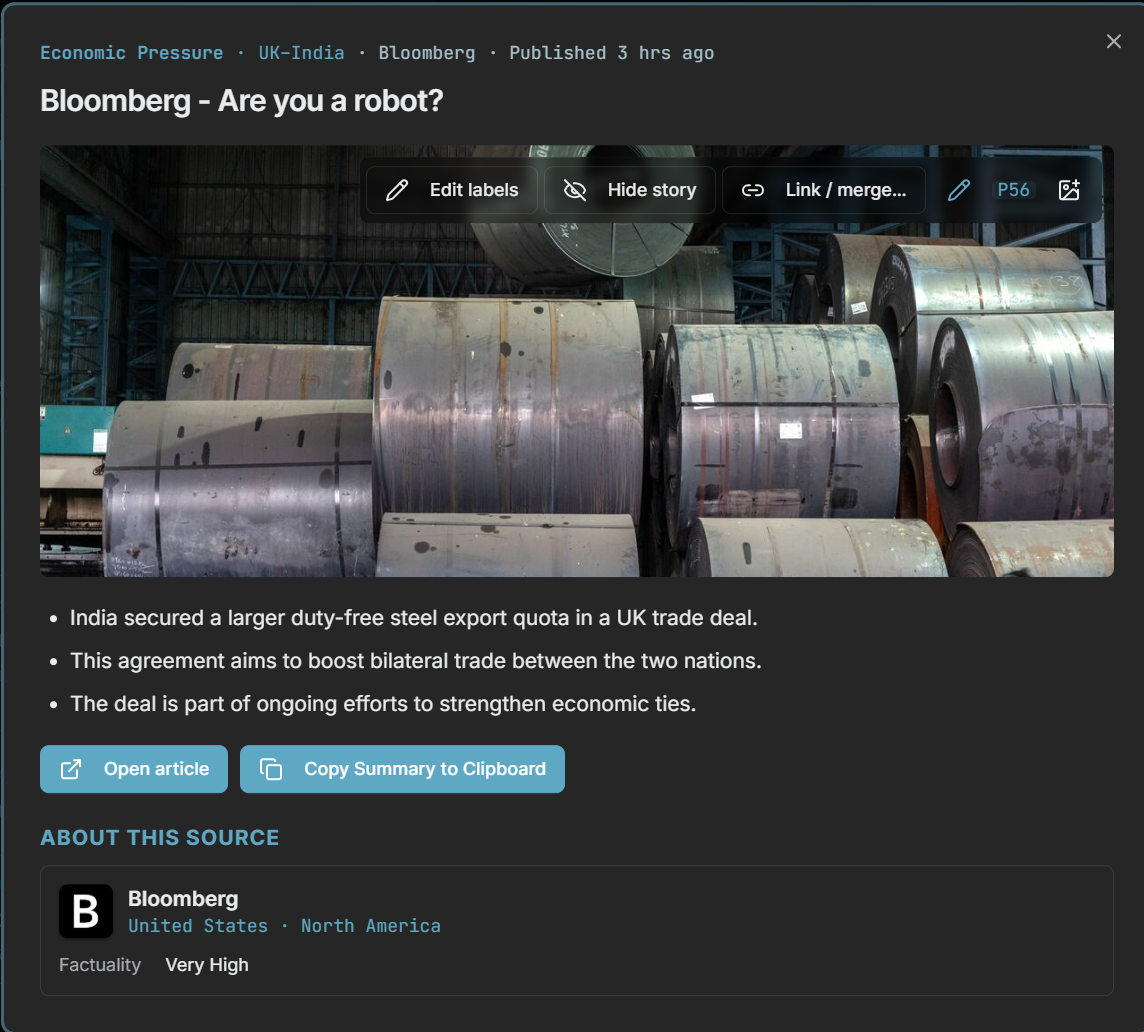 Economic Pressure · UK-India · Bloomberg · Published 3 hrs ago
Bloomberg - Are you a robot?
Edit labels
Hide story
Link / merge...
P56
• India secured a larger duty-free steel export quota in a UK trade deal.
• This agreement aims to boost bilateral trade between the two nations.
• The deal is part of ongoing efforts to strengthen economic ties.
Open article
Copy Summary to Clipboard
ABOUT THIS SOURCE
B
Bloomberg
United States · North America
Factuality Very High